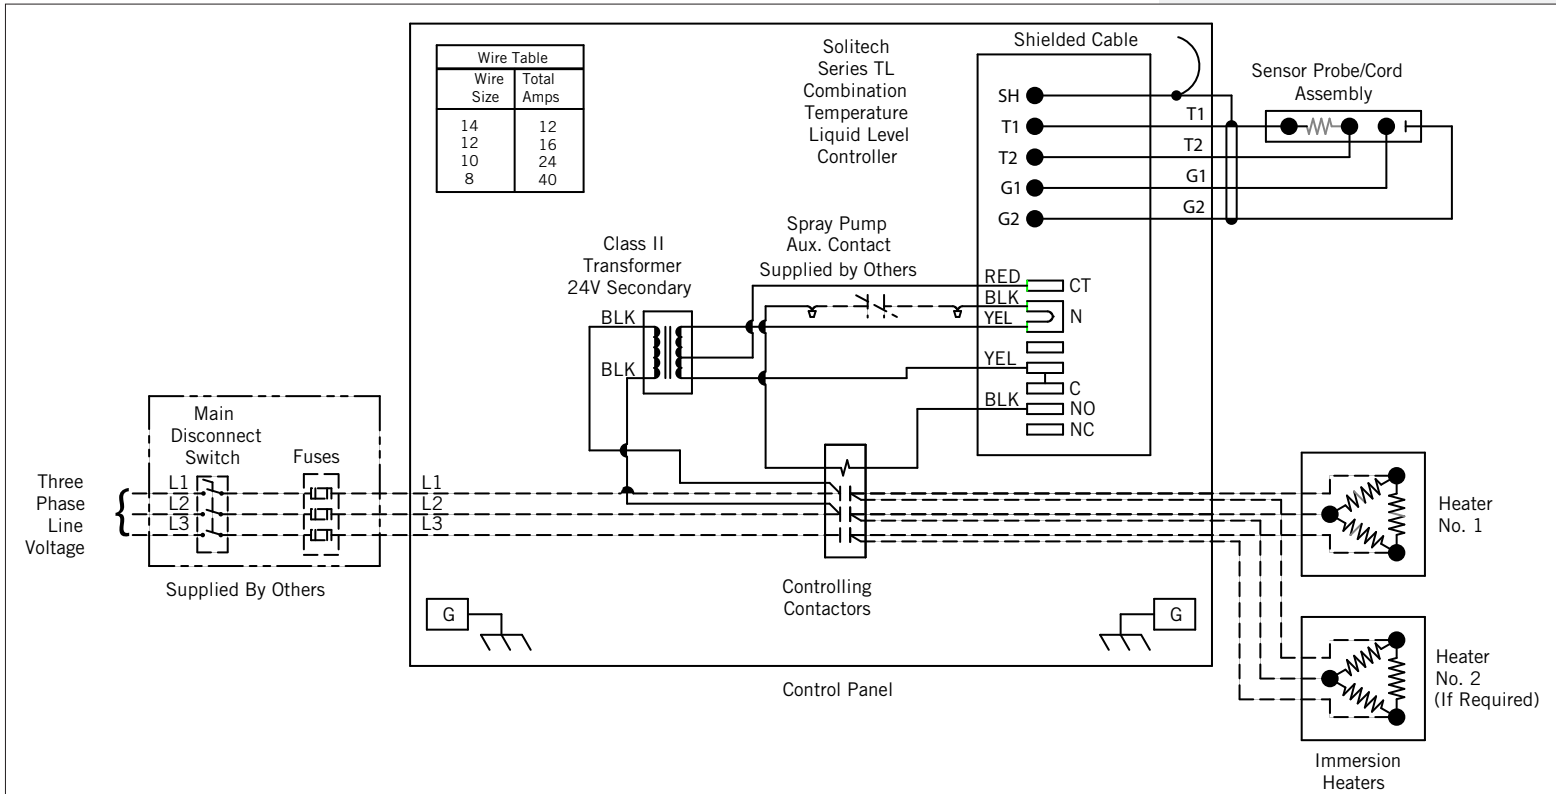 Wire Table
Wire Size
Total Amps
14 12
12 16
10 24
8 40
Solitech
Series TL
Combination
Temperature
Liquid Level
Controller
Shielded Cable
SH
T1
T2
G1
G2
T1
T2
G1
G2
Sensor Probe/Cord
Assembly
Spray Pump
Aux. Contact
Supplied by Others
Class II
Transformer
24V Secondary
BLK
BLK
RED
CT
BLK
N
YEL
YEL
C
BLK
NO
NC
Main
Disconnect
Switch
Fuses
Three
Phase
Line
Voltage
L1
L2
L3
L1
L2
L3
Supplied By Others
Controlling
Contactors
G
G
Control Panel
Heater
No. 1
Heater
No. 2
(If Required)
Immersion
Heaters